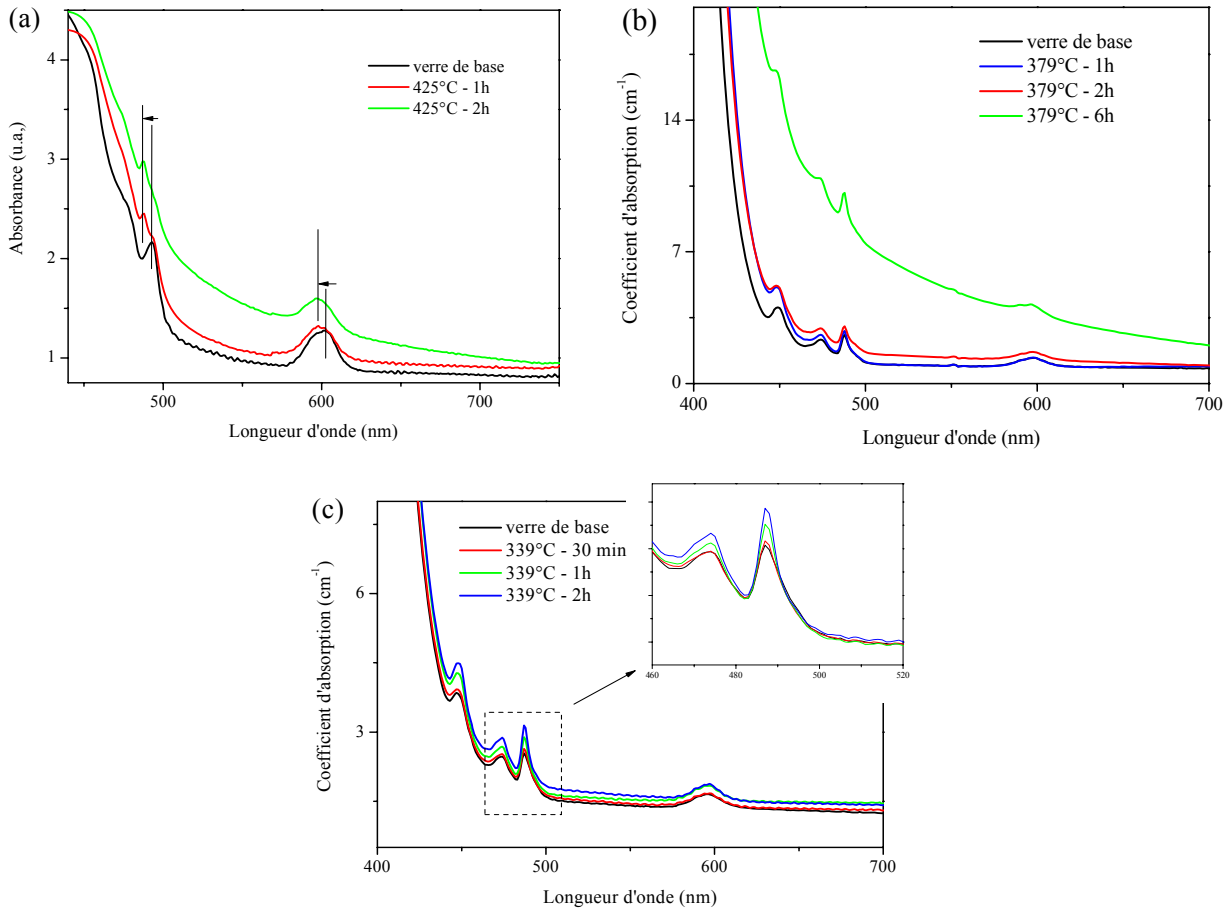 (a)
Absorbance (u.a,)
4
3
2
1
verre de base
425°C - 1h
425°C - 2h
500
600
700
Longueur d'onde (nm)
(b)
Coefficient d'absorption (cm-1)
14
7
0
verre de base
379°C - 1h
379°C - 2h
379°C - 6h
400
500
600
700
Longueur d'onde (nm)
(c)
Coefficient d'absorption (cm-1)
6
3
verre de base
339°C - 30 min
339°C - 1h
339°C - 2h
460
480
500
520
400
500
600
700
Longueur d'onde (nm)